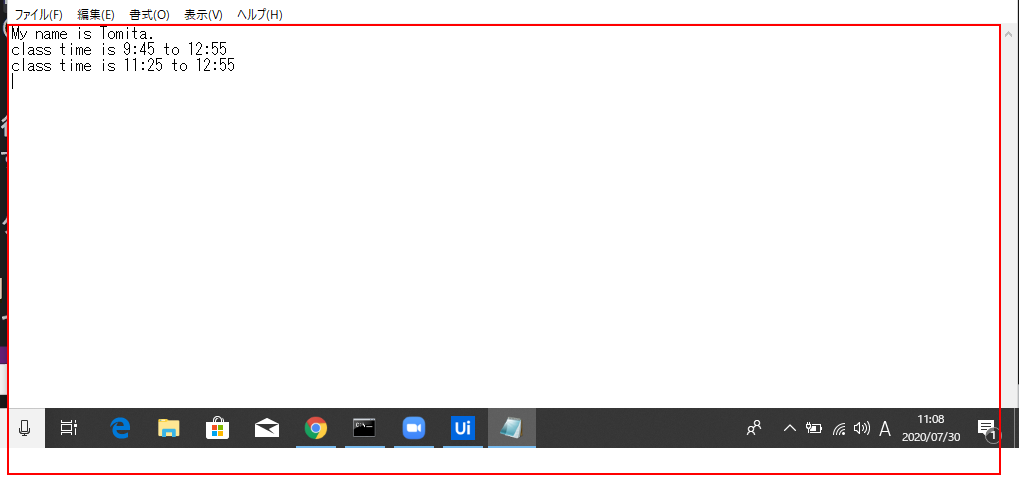 ファイル(F) 編集(E) 書式(O) 表示(V) ヘルプ(H)
My name is Tomita.
class time is 9:45 to 12:55
class time is 11:25 to 12:55
Ui A 11:08
2020/07/30 1